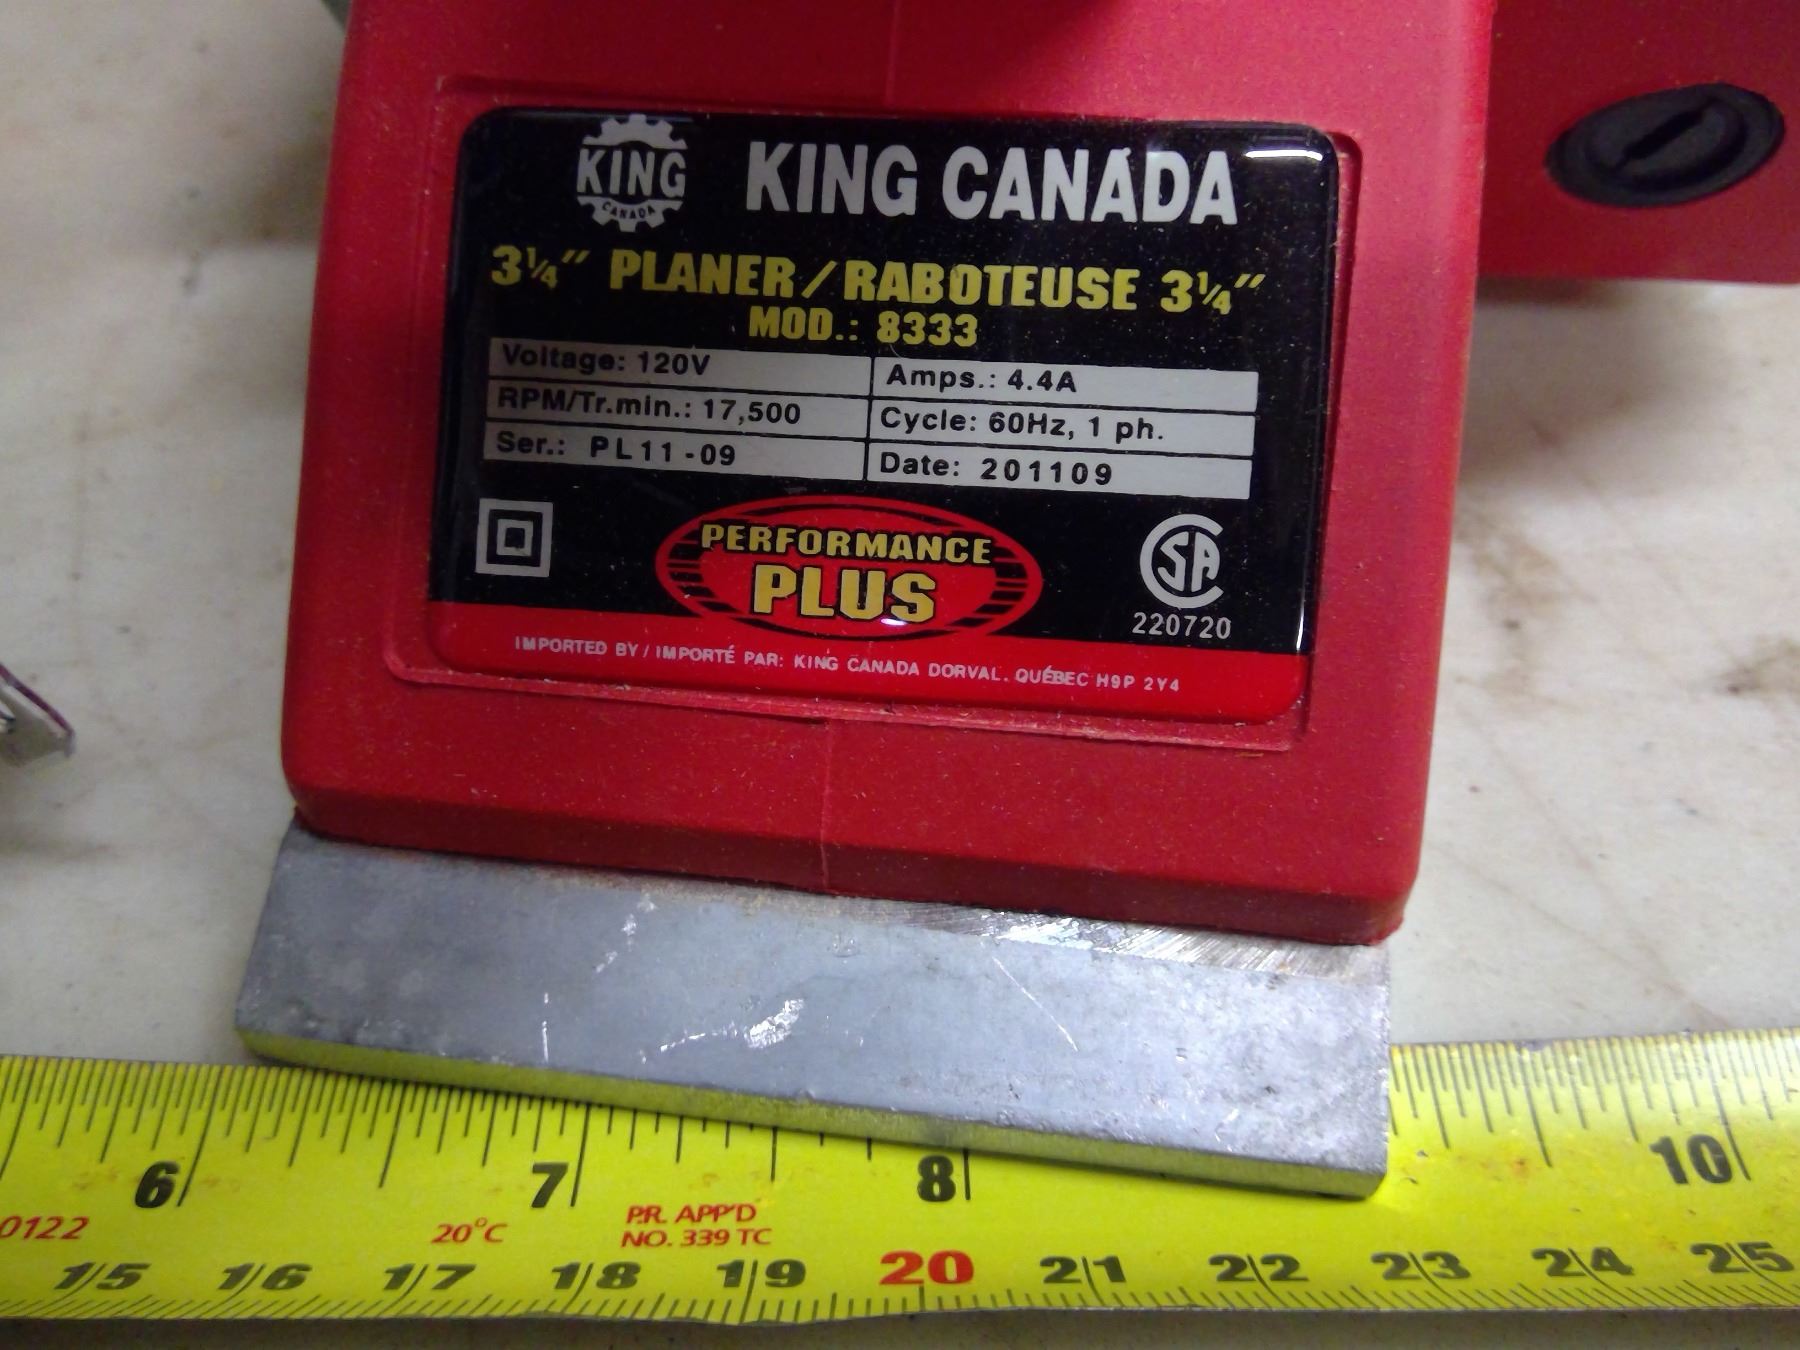 KING
CANADA
KING CANADA
3¼" PLANER/RABOTEUSE 3¼"
MOD.: 8333
Voltage: 120V
Amps.: 4.4A
RPM/Tr.min.: 17,500
Cycle: 60Hz, 1 ph.
Ser.: PL11-09
Date: 201109
PERFORMANCE
PLUS
CSA
220720
IMPORTED BY / IMPORTÉ PAR: KING CANADA DORVAL. QUÉBEC H9P 2Y4
6 7 8 10
0122 20°C P.R. APP'D
NO. 339 TC
15 16 17 18 19 20 21 22 23 24 25